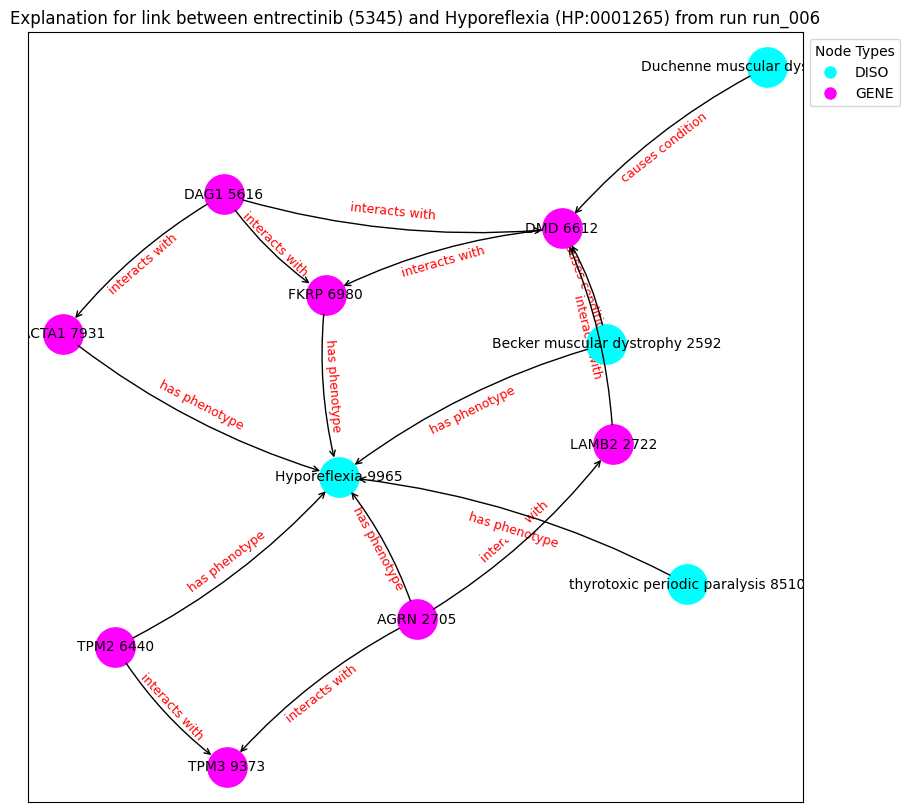 Explanation for link between entrectinib (5345) and Hyporeflexia (HP:0001265) from run run_006
Node Types
DISO
GENE
Duchenne muscular dys
causes condition
DAG1 5616
interacts with
DMD 6612
interacts with
interacts with
interacts with
FKRP 6980
CTA1 7931
causes condition
interacts with
Becker muscular dystrophy 2592
has phenotype
has phenotype
has phenotype
LAMB2 2722
Hyporeflexia 9965
interacts with
has phenotype
has phenotype
has phenotype
thyrotoxic periodic paralysis 8510
AGRN 2705
TPM2 6440
interacts with
interacts with
TPM3 9373